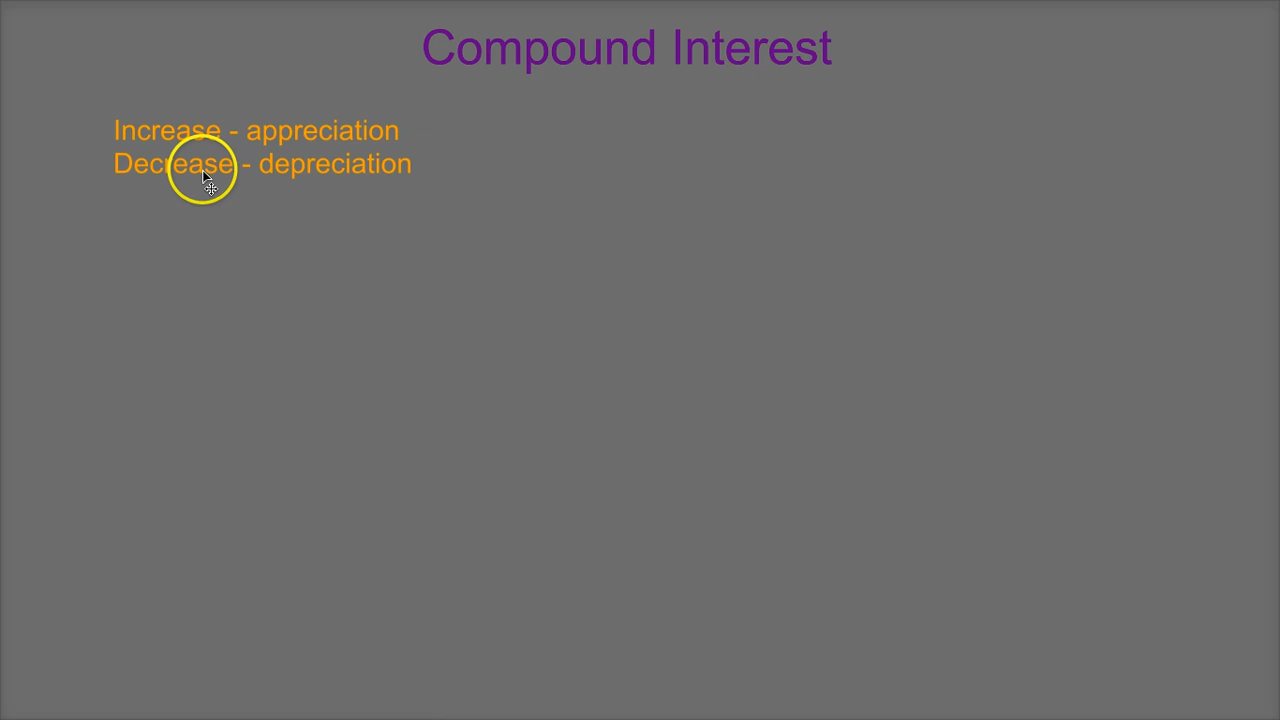 Compound Interest
Increase - appreciation
Decrease - depreciation